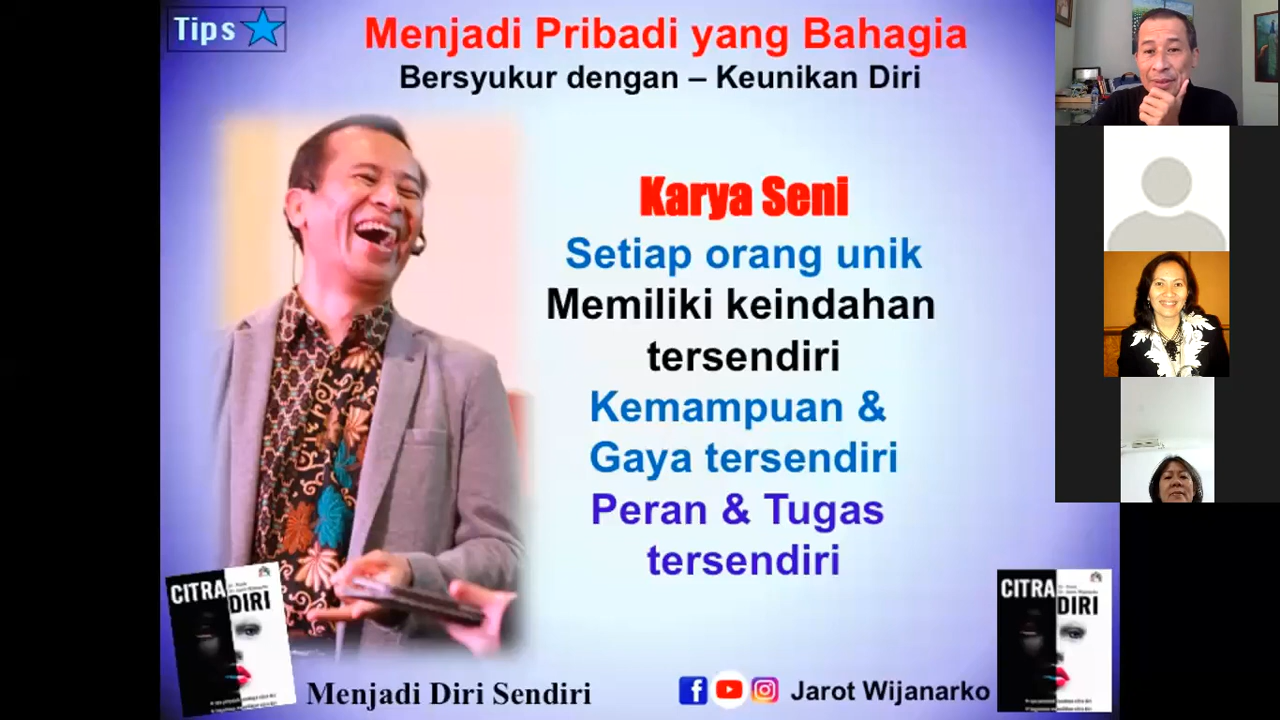 Tips
Menjadi Pribadi yang Bahagia
Bersyukur dengan – Keunikan Diri
Karya Seni
Setiap orang unik
Memiliki keindahan
tersendiri
Kemampuan &
Gaya tersendiri
Peran & Tugas
tersendiri
CITRA
DIRI
Menjadi Diri Sendiri
Jarot Wijanarko
CITRA
DIRI